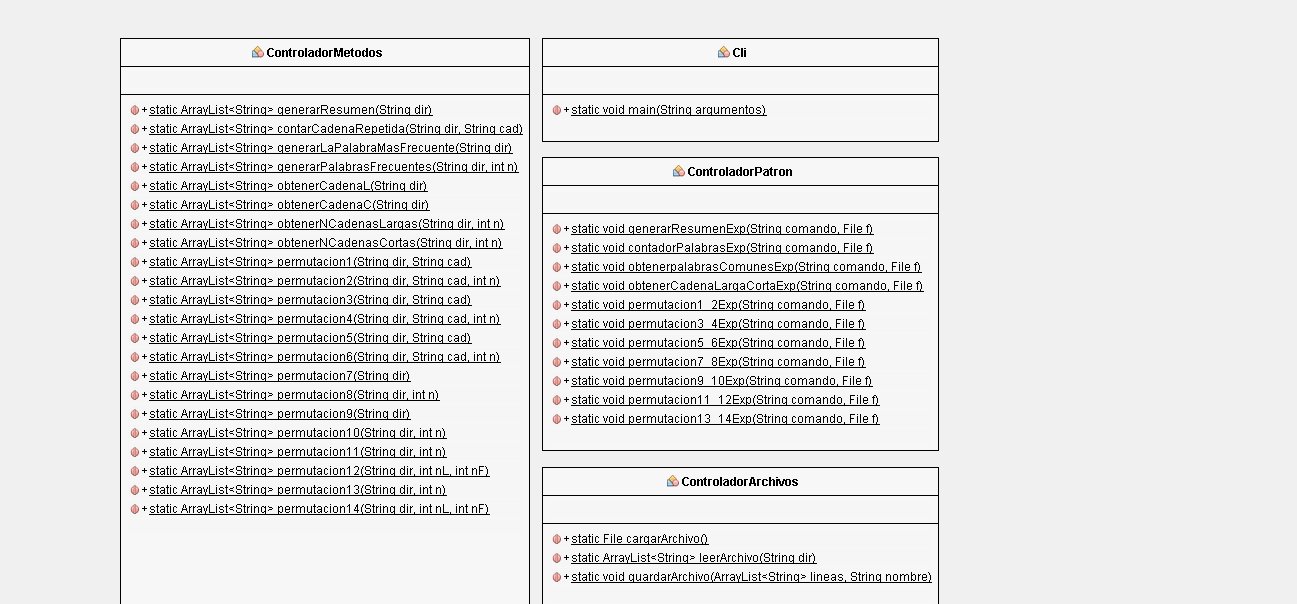 ControladorMetodos
+static ArrayList<String> generarResumen(String dir)
+static ArrayList<String> contarCadenaRepetida(String dir, String cad)
+static ArrayList<String> generarLaPalabraMasFrecuente(String dir)
+static ArrayList<String> generarPalabrasFrecuentes(String dir, int n)
+static ArrayList<String> obtenerCadenaL(String dir)
+static ArrayList<String> obtenerCadenaC(String dir)
+static ArrayList<String> obtenerNCadenasLargas(String dir, int n)
+static ArrayList<String> obtenerNCadenasCortas(String dir, int n)
+static ArrayList<String> permutacion1(String dir, String cad)
+static ArrayList<String> permutacion2(String dir, String cad, int n)
+static ArrayList<String> permutacion3(String dir, String cad)
+static ArrayList<String> permutacion4(String dir, String cad, int n)
+static ArrayList<String> permutacion5(String dir, String cad)
+static ArrayList<String> permutacion6(String dir, String cad, int n)
+static ArrayList<String> permutacion7(String dir)
+static ArrayList<String> permutacion8(String dir, int n)
+static ArrayList<String> permutacion9(String dir)
+static ArrayList<String> permutacion10(String dir, int n)
+static ArrayList<String> permutacion11(String dir, int n)
+static ArrayList<String> permutacion12(String dir, int nL, int nF)
+static ArrayList<String> permutacion13(String dir, int n)
+static ArrayList<String> permutacion14(String dir, int nL, int nF)
Cli
+static void main(String argumentos)
ControladorPatron
+static void generarResumenExp(String comando, File f)
+static void contadorPalabrasExp(String comando, File f)
+static void obtenerpalabrasComunesExp(String comando, File f)
+static void obtenerCadenaLargaCortaExp(String comando, File f)
+static void permutacion1_2Exp(String comando, File f)
+static void permutacion3_4Exp(String comando, File f)
+static void permutacion5_6Exp(String comando, File f)
+static void permutacion7_8Exp(String comando, File f)
+static void permutacion9_10Exp(String comando, File f)
+static void permutacion11_12Exp(String comando, File f)
+static void permutacion13_14Exp(String comando, File f)
ControladorArchivos
+static File cargarArchivo()
+static ArrayList<String> leerArchivo(String dir)
+static void guardarArchivo(ArrayList<String> lineas, String nombre)